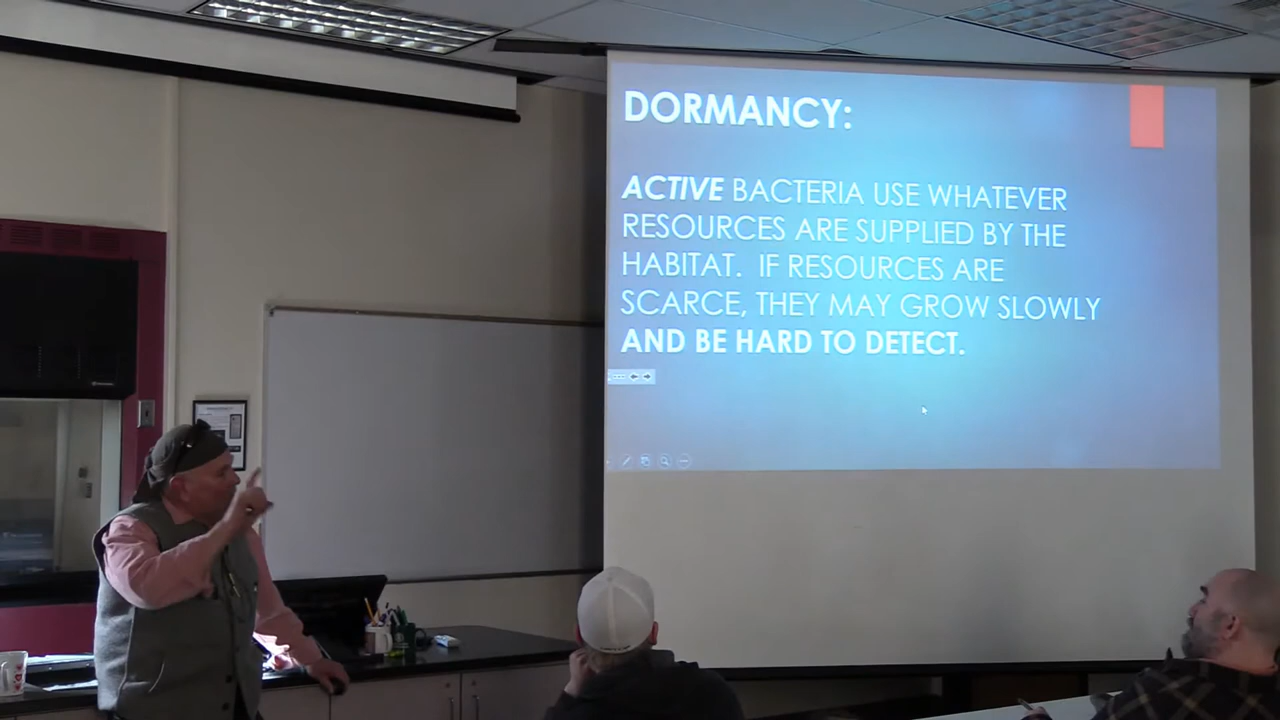 DORMANCY:
ACTIVE BACTERIA USE WHATEVER
RESOURCES ARE SUPPLIED BY THE
HABITAT. IF RESOURCES ARE
SCARCE, THEY MAY GROW SLOWLY
AND BE HARD TO DETECT.